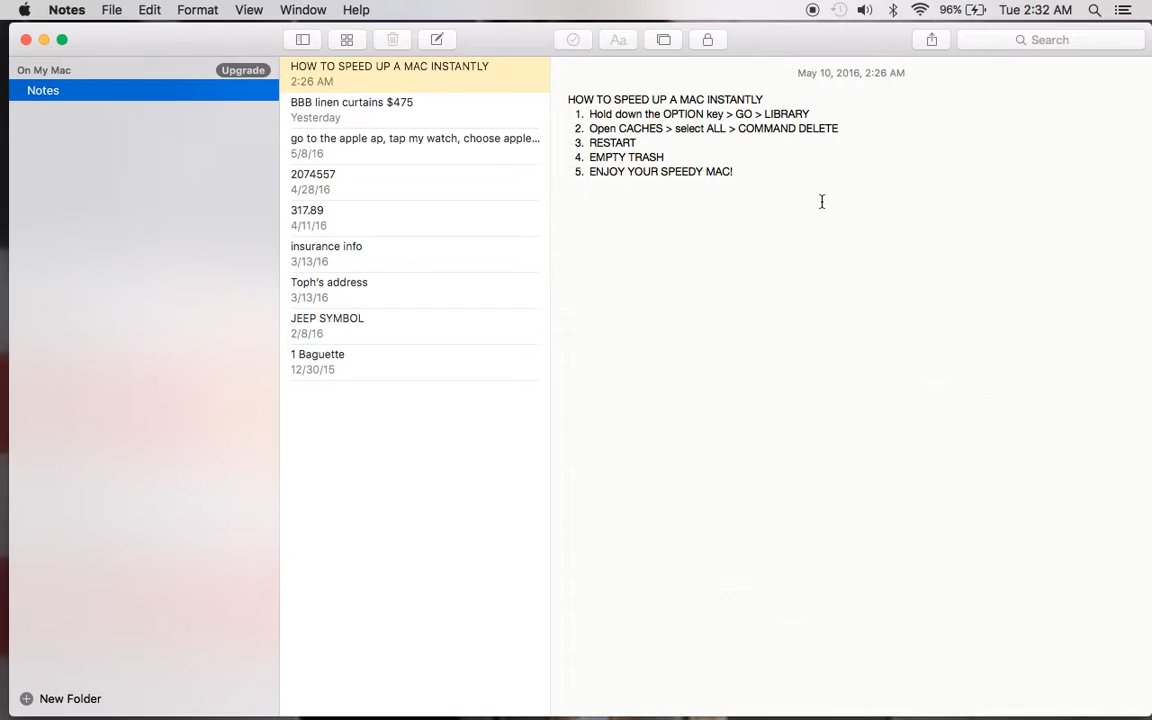 Notes File Edit Format View Window Help 96% Tue 2:32 AM
Aa Search
On My Mac Upgrade
Notes
New Folder
HOW TO SPEED UP A MAC INSTANTLY
2:26 AM
BBB linen curtains $475
Yesterday
go to the apple ap, tap my watch, choose apple...
5/8/16
2074557
4/28/16
317.89
4/11/16
insurance info
3/13/16
Toph's address
3/13/16
JEEP SYMBOL
2/8/16
1 Baguette
12/30/15
May 10, 2016, 2:26 AM
HOW TO SPEED UP A MAC INSTANTLY
1. Hold down the OPTION key > GO > LIBRARY
2. Open CACHES > select ALL > COMMAND DELETE
3. RESTART
4. EMPTY TRASH
5. ENJOY YOUR SPEEDY MAC!